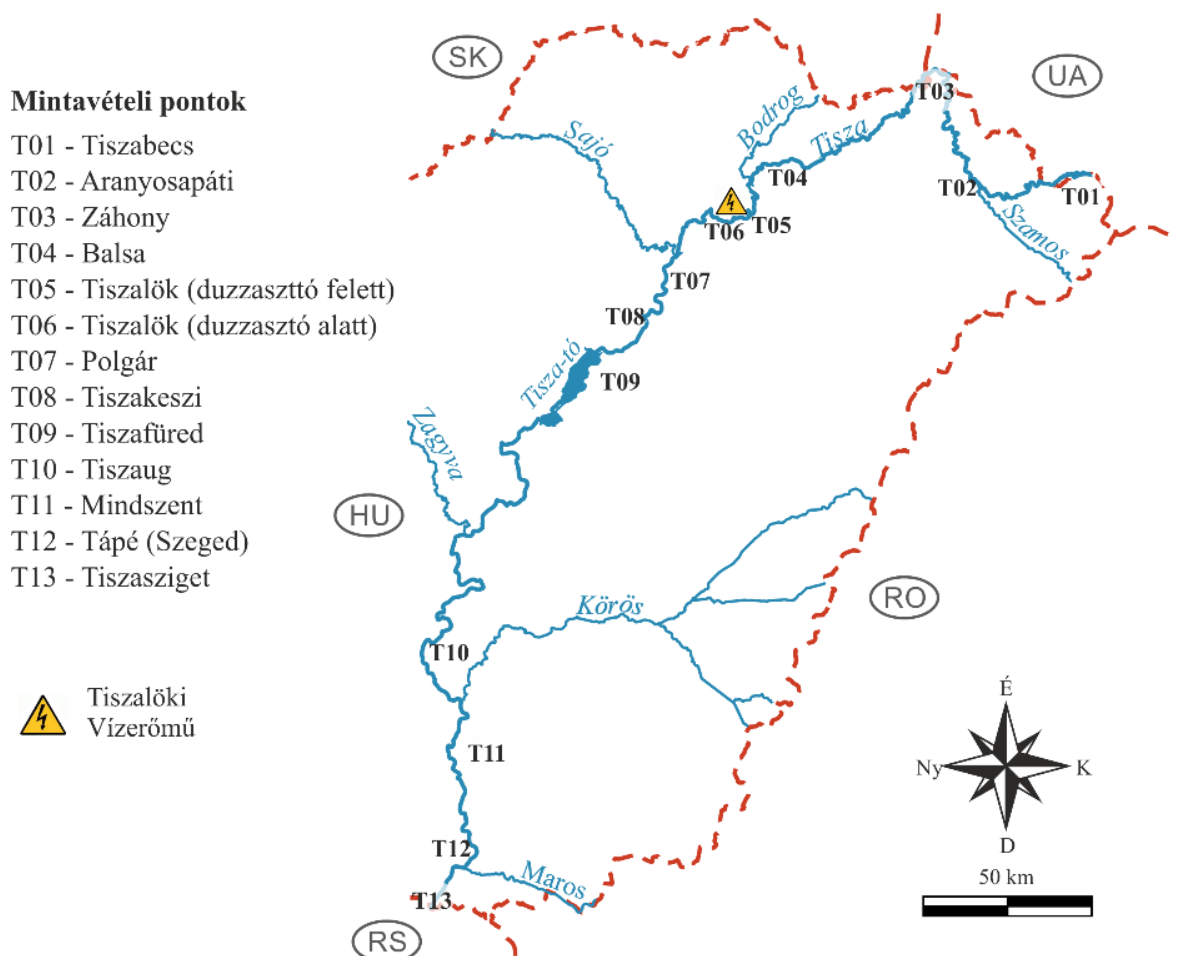 Mintavételi pontok
T01 - Tiszabecs
T02 - Aranyosapáti
T03 - Záhony
T04 - Balsa
T05 - Tiszalök (duzzaszttó felett)
T06 - Tiszalök (duzzasztó alatt)
T07 - Polgár
T08 - Tiszakeszi
T09 - Tiszafüred
T10 - Tiszaug
T11 - Mindszent
T12 - Tápé (Szeged)
T13 - Tiszasziget
Tiszalöki
Vízerőmű
SK
UA
T03
Bodrog
Tisza
Sajó
T04
T02
T01
Szamos
T05
T06
T07
T08
Tisza-tó
T09
Zagyva
HU
RO
Körös
T10
T11
T12
Maros
T13
RS
É
Ny
K
D
50 km